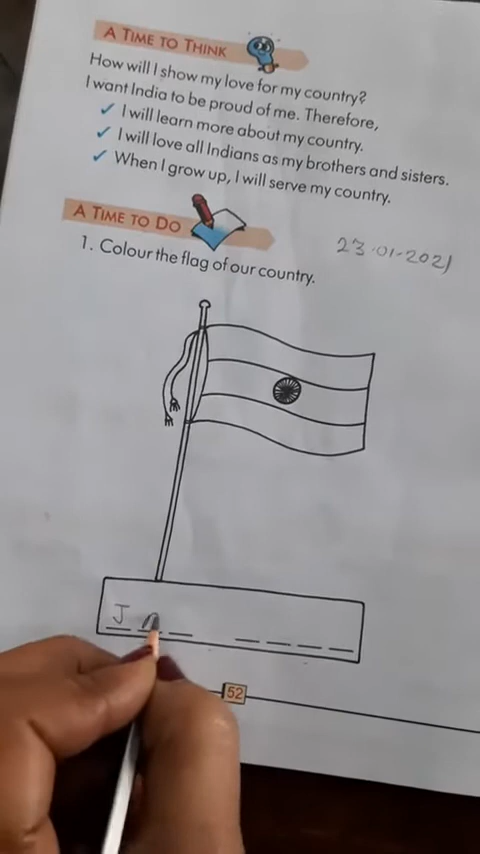 A TIME TO THINK
How will I show my love for my country?
I want India to be proud of me. Therefore,
✓ I will learn more about my country.
✓ I will love all Indians as my brothers and sisters.
✓ When I grow up, I will serve my country.
A TIME TO DO
23-01-2021
1. Colour the flag of our country.
J
52